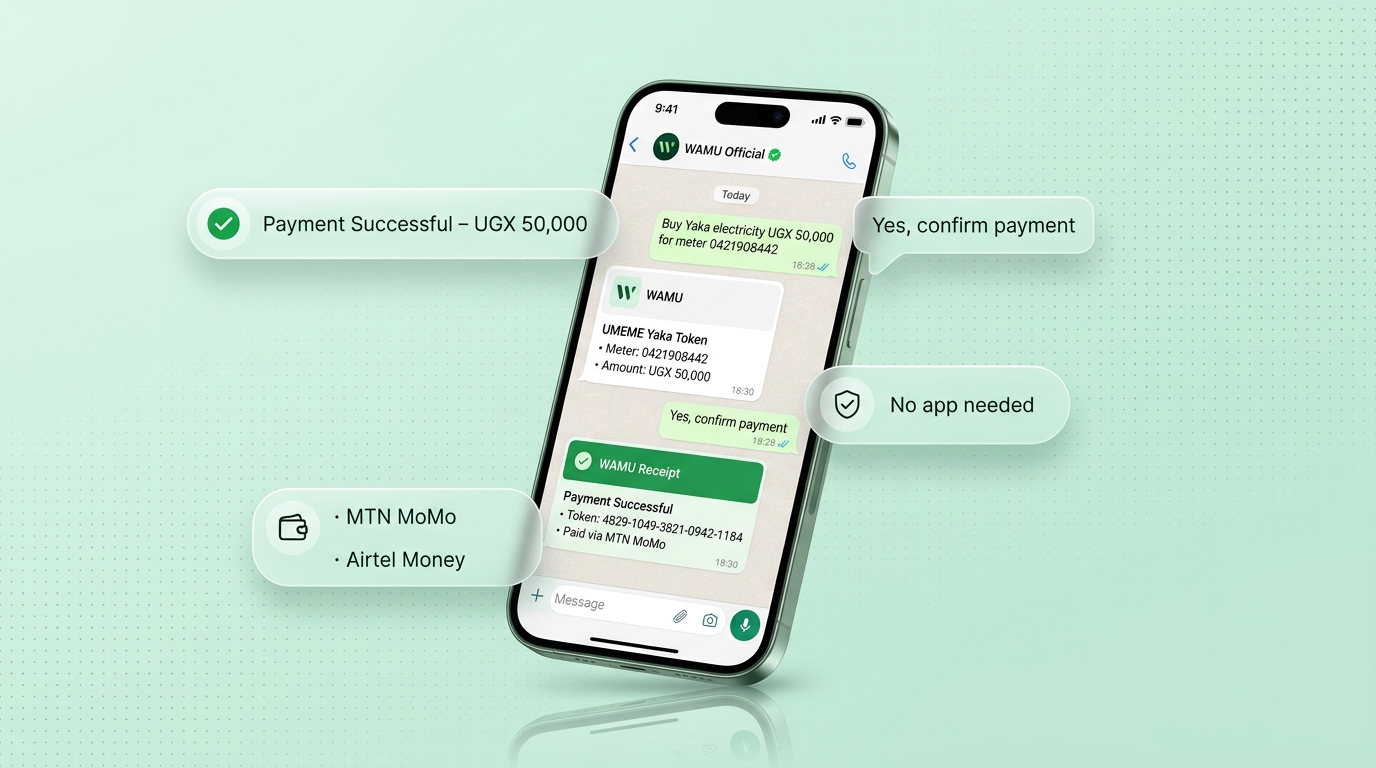 9:41
WAMU Official
Today
Buy Yaka electricity UGX 50,000
for meter 0421908442
18:28
WAMU
UMEME Yaka Token
• Meter: 0421908442
• Amount: UGX 50,000
18:30
Yes, confirm payment
18:28
WAMU Receipt
Payment Successful
• Token: 4829-1049-3821-0942-1184
• Paid via MTN MoMo
18:30
Message
Payment Successful – UGX 50,000
Yes, confirm payment
No app needed
· MTN MoMo
· Airtel Money